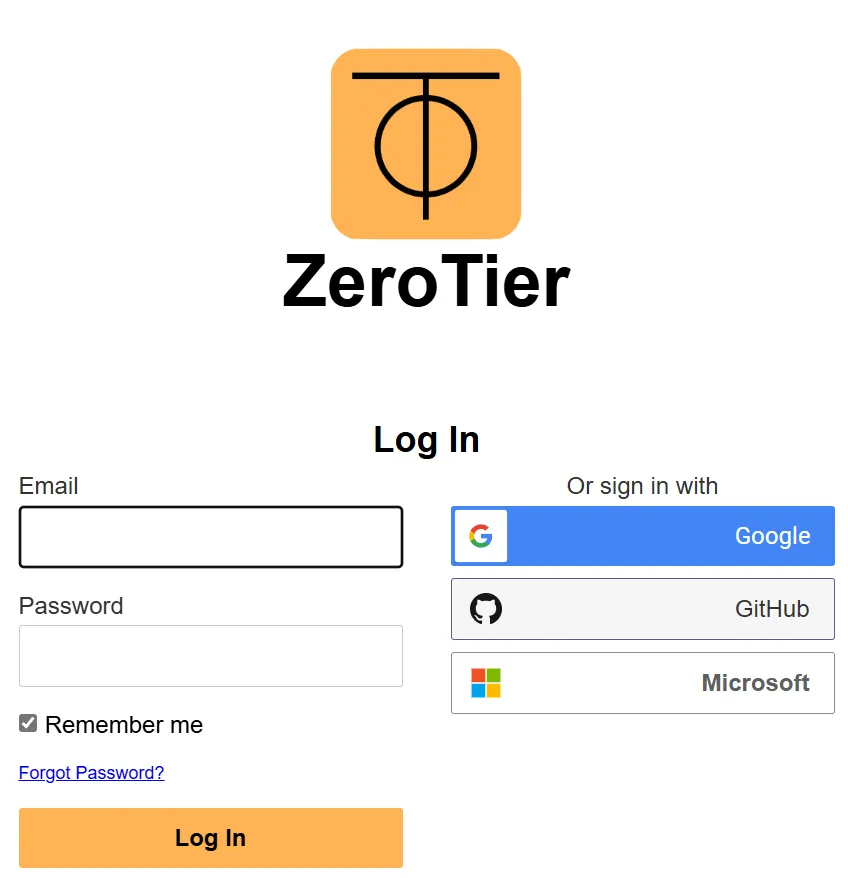 ZeroTier
Log In
Email
Password
Remember me
Forgot Password?
Log In
Or sign in with
Google
GitHub
Microsoft